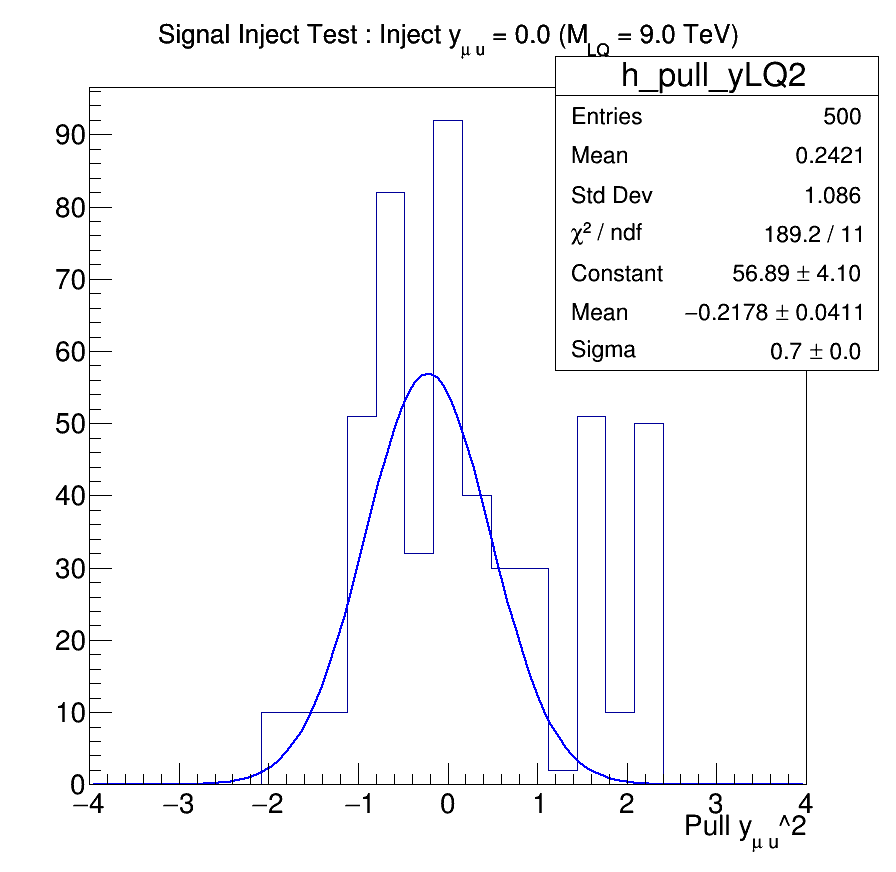 Signal Inject Test : Inject y_μu = 0.0 (M_LQ = 9.0 TeV)
h_pull_yLQ2
Entries 500
Mean 0.2421
Std Dev 1.086
χ² / ndf 189.2 / 11
Constant 56.89 ± 4.10
Mean −0.2178 ± 0.0411
Sigma 0.7 ± 0.0
90
80
70
60
50
40
30
20
10
0
−4 −3 −2 −1 0 1 2 3 4
Pull y_μu^2